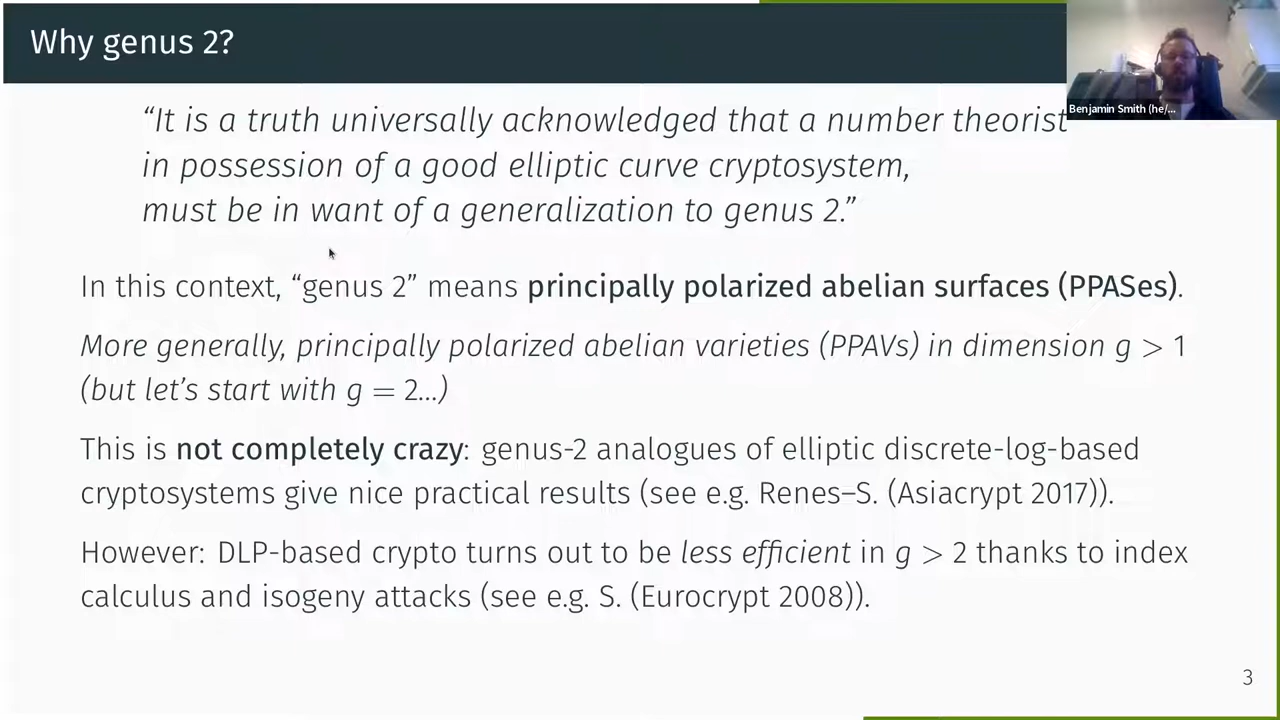 Why genus 2?
Benjamin Smith (he/...
“It is a truth universally acknowledged that a number theorist
in possession of a good elliptic curve cryptosystem,
must be in want of a generalization to genus 2.”
In this context, “genus 2” means principally polarized abelian surfaces (PPASes).
More generally, principally polarized abelian varieties (PPAVs) in dimension g > 1
(but let’s start with g = 2...)
This is not completely crazy: genus-2 analogues of elliptic discrete-log-based
cryptosystems give nice practical results (see e.g. Renes–S. (Asiacrypt 2017)).
However: DLP-based crypto turns out to be less efficient in g > 2 thanks to index
calculus and isogeny attacks (see e.g. S. (Eurocrypt 2008)).
3